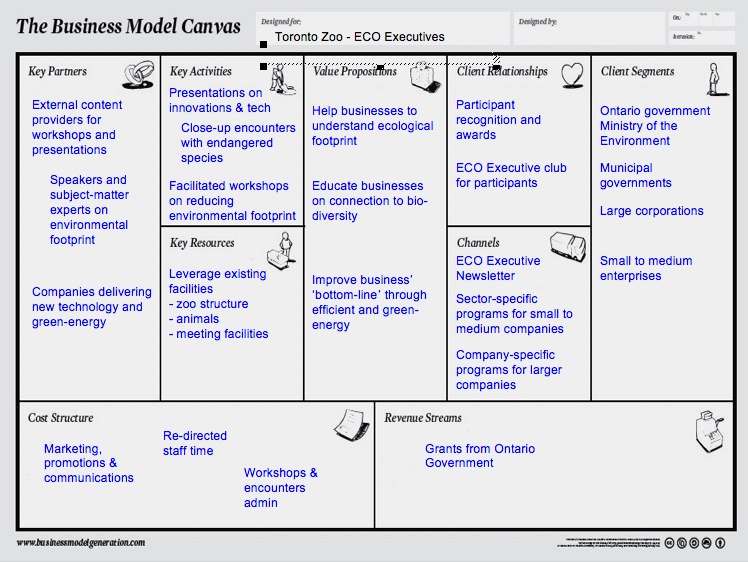 The Business Model Canvas
Designed for:
Toronto Zoo - ECO Executives
Designed by:
On:
Iteration:
Key Partners
External content
providers for
workshops and
presentations
Speakers and
subject-matter
experts on
environmental
footprint
Companies delivering
new technology and
green-energy
Key Activities
Presentations on
innovations & tech
Close-up encounters
with endangered
species
Facilitated workshops
on reducing
environmental footprint
Key Resources
Leverage existing
facilities
- zoo structure
- animals
- meeting facilities
Value Propositions
Help businesses to
understand ecological
footprint
Educate businesses
on connection to bio-
diversity
Improve business'
'bottom-line' through
efficient and green-
energy
Client Relationships
Participant
recognition and
awards
ECO Executive club
for participants
Channels
ECO Executive
Newsletter
Sector-specific
programs for small to
medium companies
Company-specific
programs for larger
companies
Client Segments
Ontario government
Ministry of the
Environment
Municipal
governments
Large corporations
Small to medium
enterprises
Cost Structure
Marketing,
promotions &
communications
Re-directed
staff time
Workshops &
encounters
admin
Revenue Streams
Grants from Ontario
Government
www.businessmodelgeneration.com